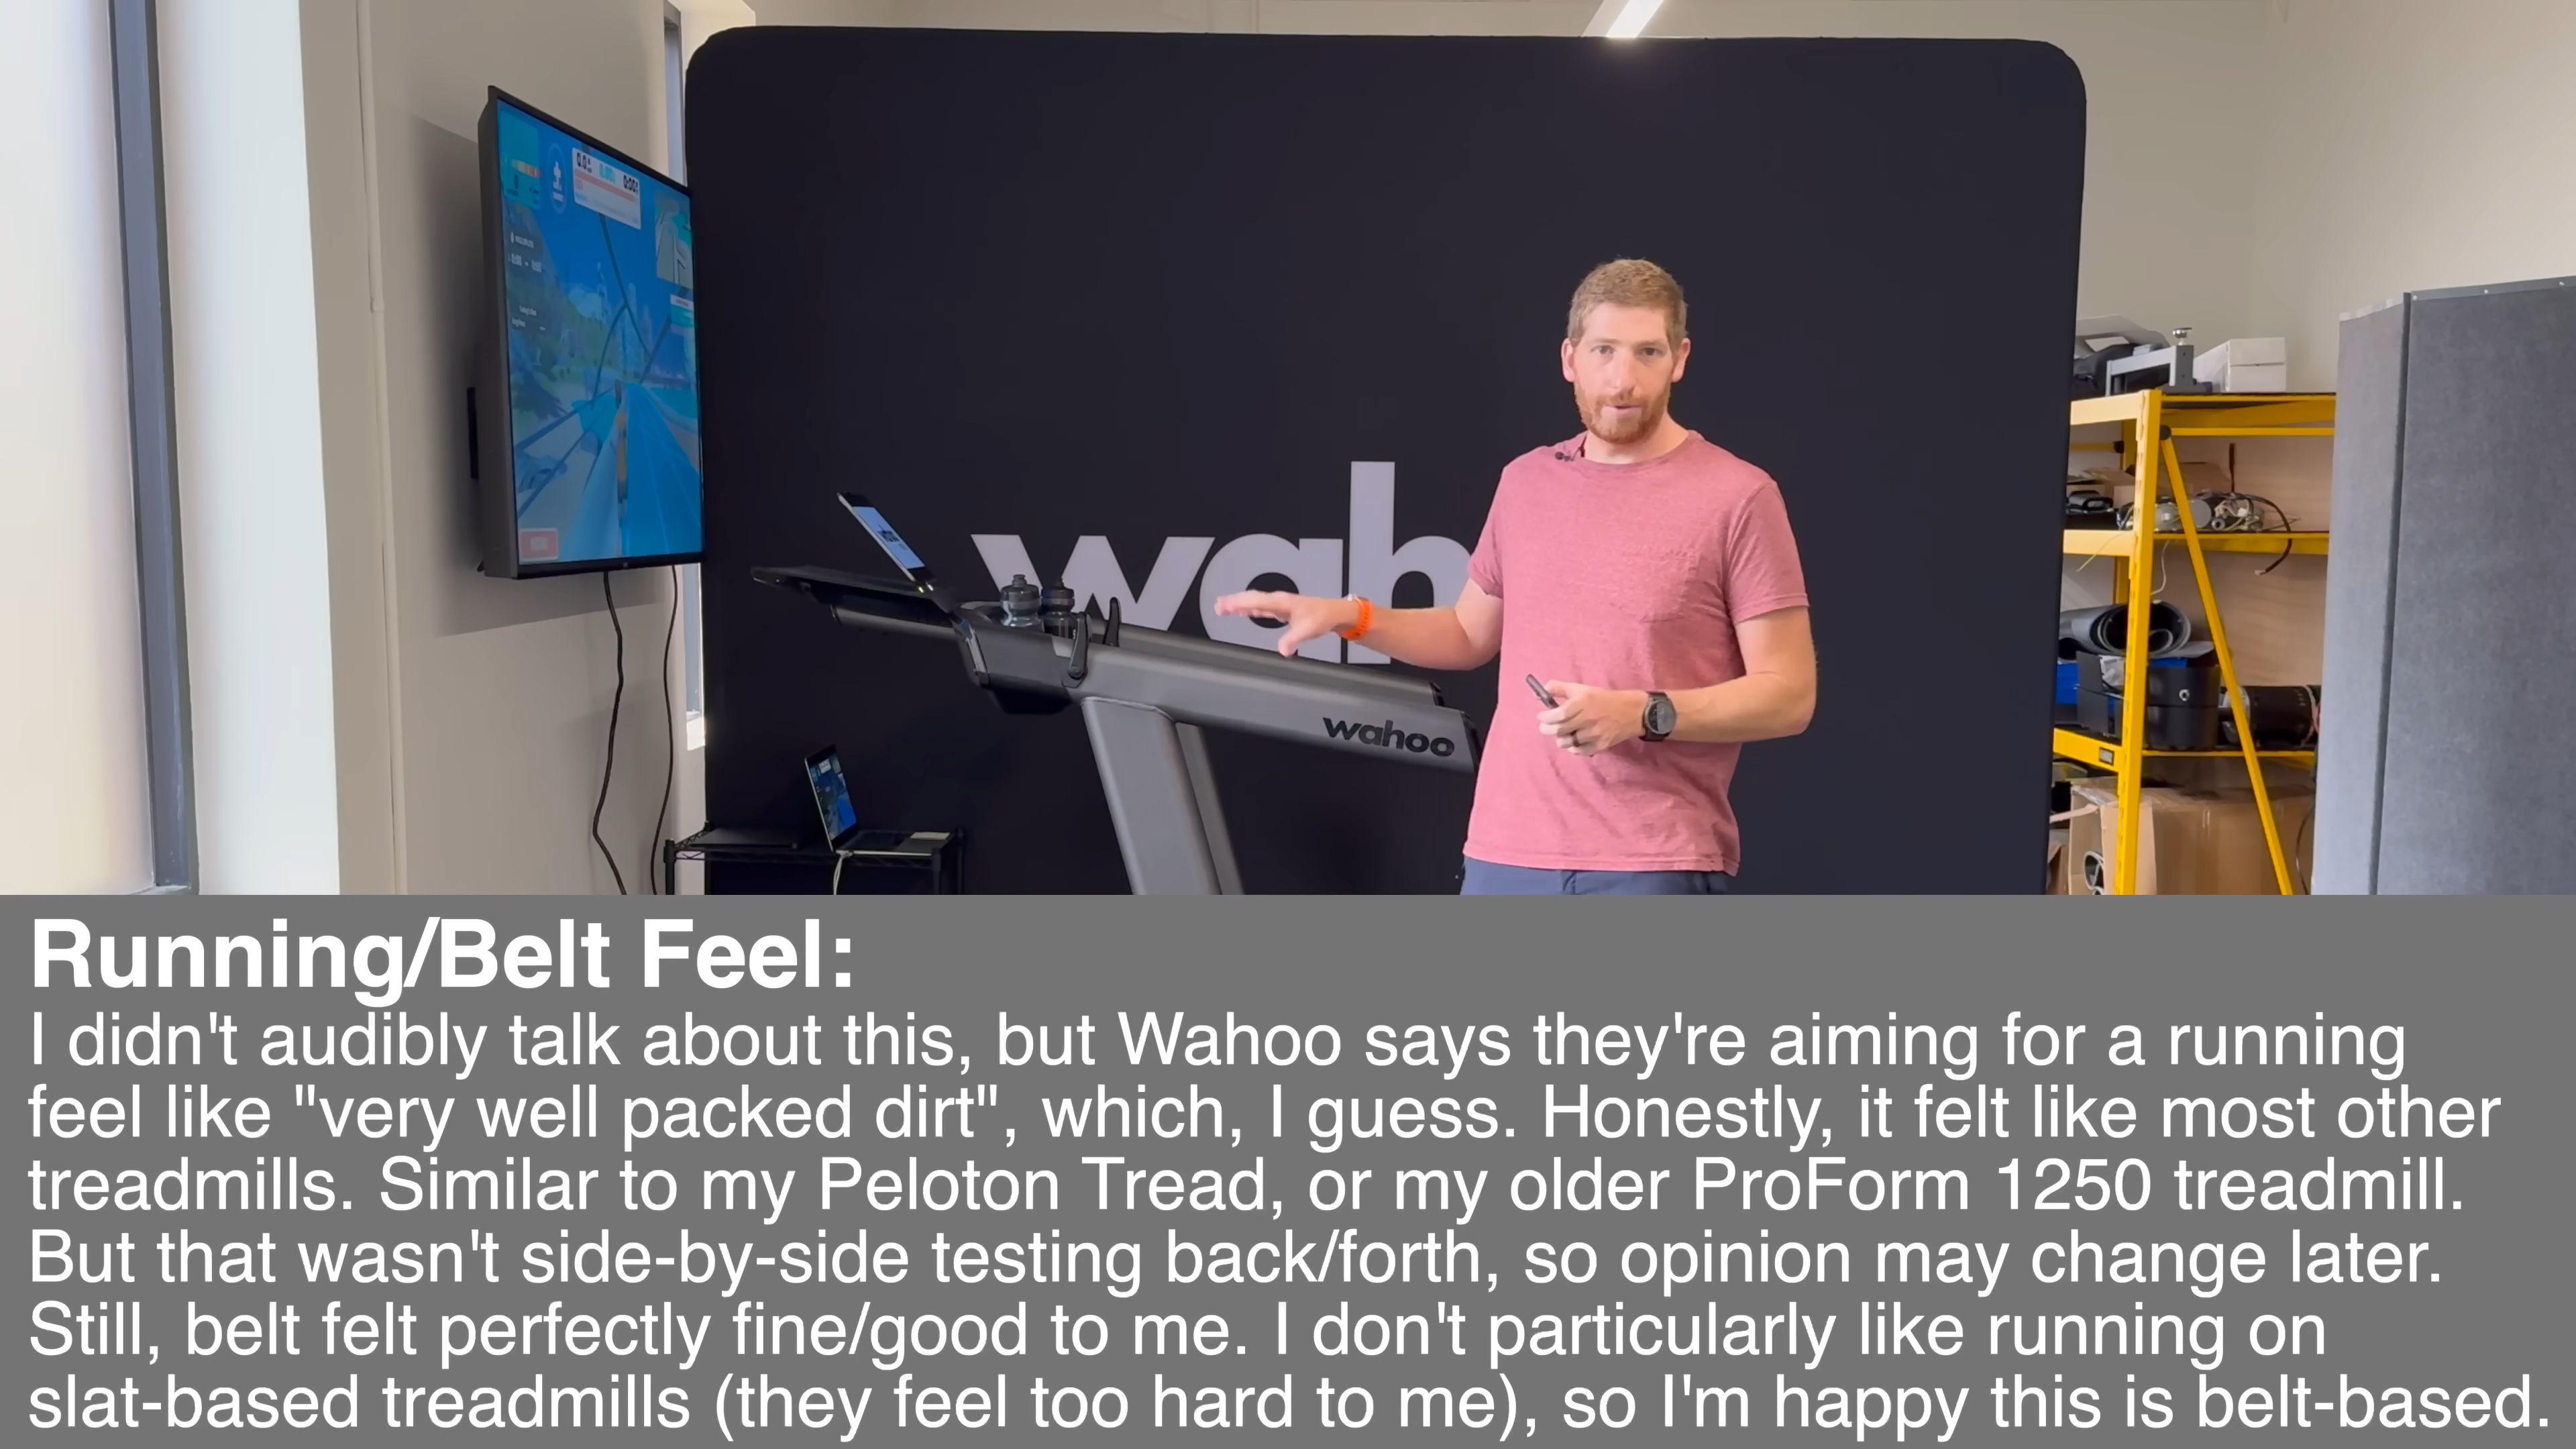 wah
wahoo
Running/Belt Feel:
I didn't audibly talk about this, but Wahoo says they're aiming for a running
feel like "very well packed dirt", which, I guess. Honestly, it felt like most other
treadmills. Similar to my Peloton Tread, or my older ProForm 1250 treadmill.
But that wasn't side-by-side testing back/forth, so opinion may change later.
Still, belt felt perfectly fine/good to me. I don't particularly like running on
slat-based treadmills (they feel too hard to me), so I'm happy this is belt-based.